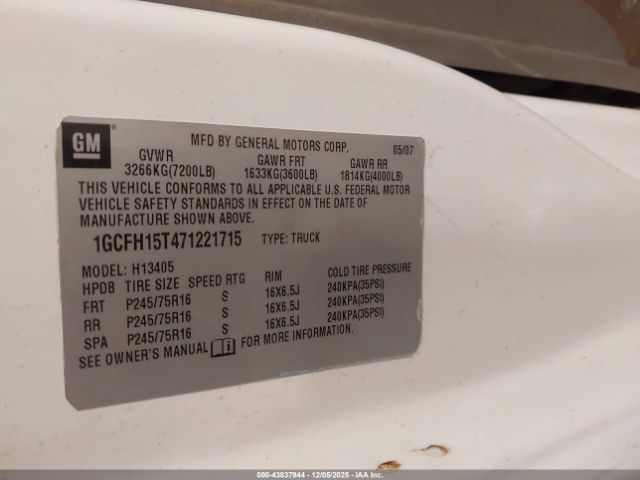 GM
MFD BY GENERAL MOTORS CORP. 05/07
GVWR GAWR FRT GAWR RR
3266KG(7200LB) 1633KG(3600LB) 1814KG(4000LB)
THIS VEHICLE CONFORMS TO ALL APPLICABLE U.S. FEDERAL MOTOR
VEHICLE SAFETY STANDARDS IN EFFECT ON THE DATE OF
MANUFACTURE SHOWN ABOVE.
1GCFH15T471221715 TYPE: TRUCK
MODEL: H13405
HPDB TIRE SIZE SPEED RTG RIM COLD TIRE PRESSURE
FRT P245/75R16 S 16X6.5J 240KPA(35PSI)
RR P245/75R16 S 16X6.5J 240KPA(35PSI)
SPA P245/75R16 S 16X6.5J 240KPA(35PSI)
SEE OWNER'S MANUAL FOR MORE INFORMATION.
000-43837944 - 12/05/2025 - IAAI.COM